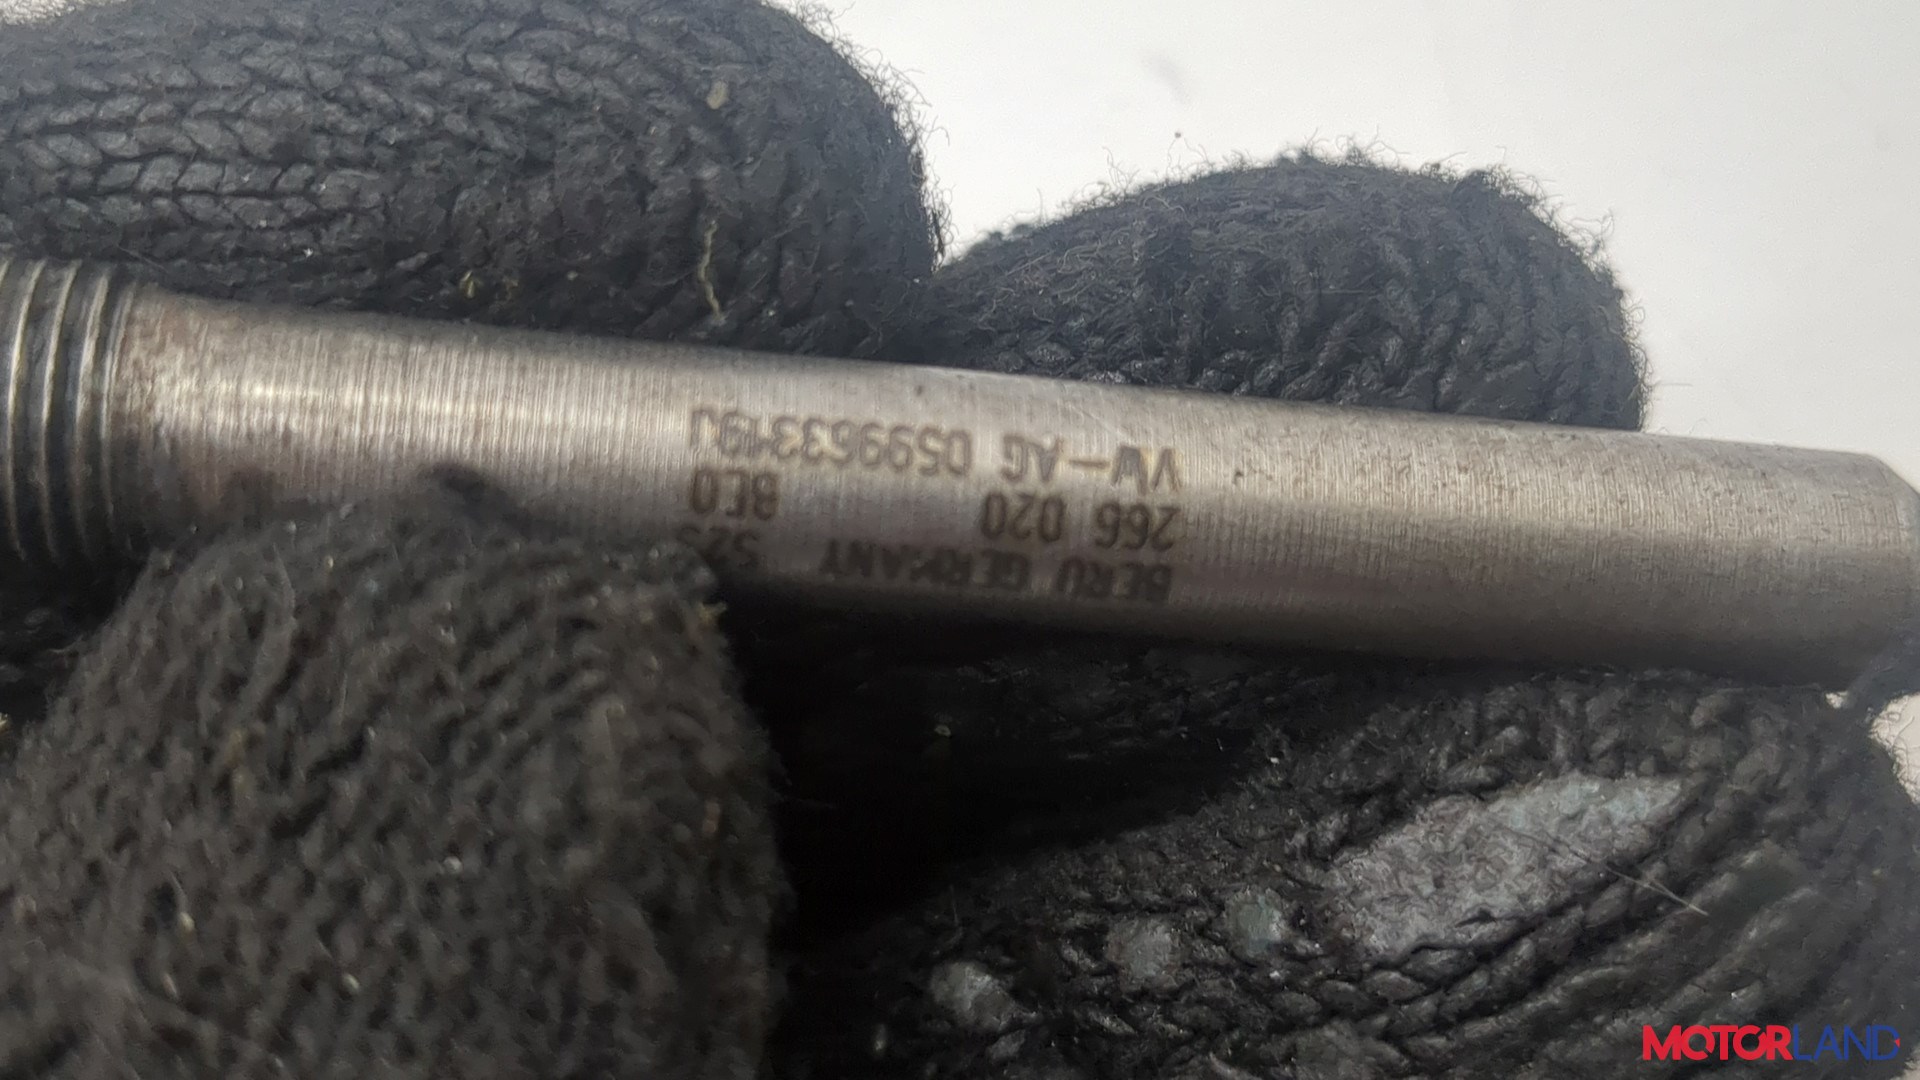 BERU GERMANY
266 020 8E0
VW-AG 059963319J
MOTORLAND